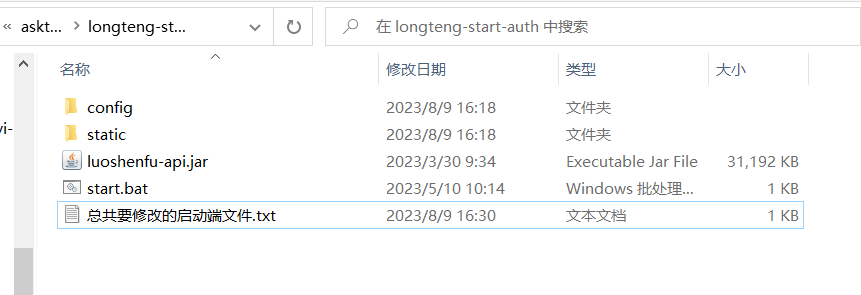 « askt... › longteng-st... 在 longteng-start-auth 中搜索
名称 修改日期 类型 大小
config 2023/8/9 16:18 文件夹
static 2023/8/9 16:18 文件夹
luoshenfu-api.jar 2023/3/30 9:34 Executable Jar File 31,192 KB
start.bat 2023/5/10 10:14 Windows 批处理... 1 KB
总共要修改的启动端文件.txt 2023/8/9 16:30 文本文档 1 KB